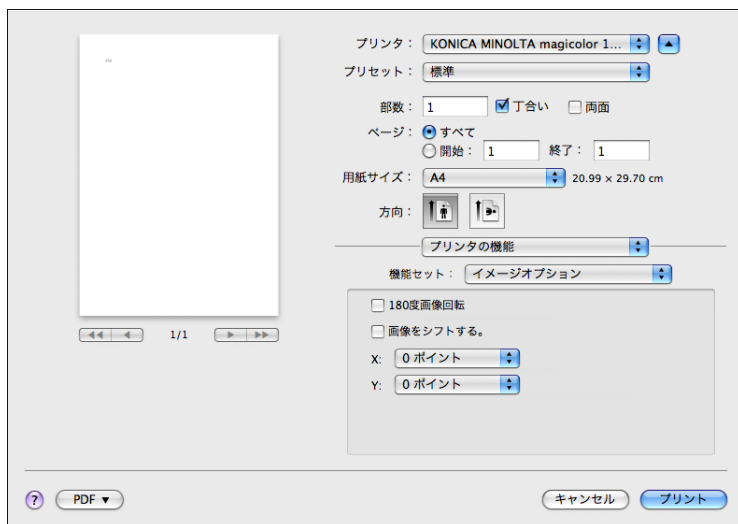 プリンタ： KONICA MINOLTA magicolor 1...
プリセット： 標準
部数： 1 丁合い 両面
ページ： すべて
開始： 1 終了： 1
用紙サイズ： A4 20.99 × 29.70 cm
方向：
プリンタの機能
機能セット： イメージオプション
180度画像回転
画像をシフトする。
X: 0 ポイント
Y: 0 ポイント
1/1
? PDF ▼ キャンセル プリント